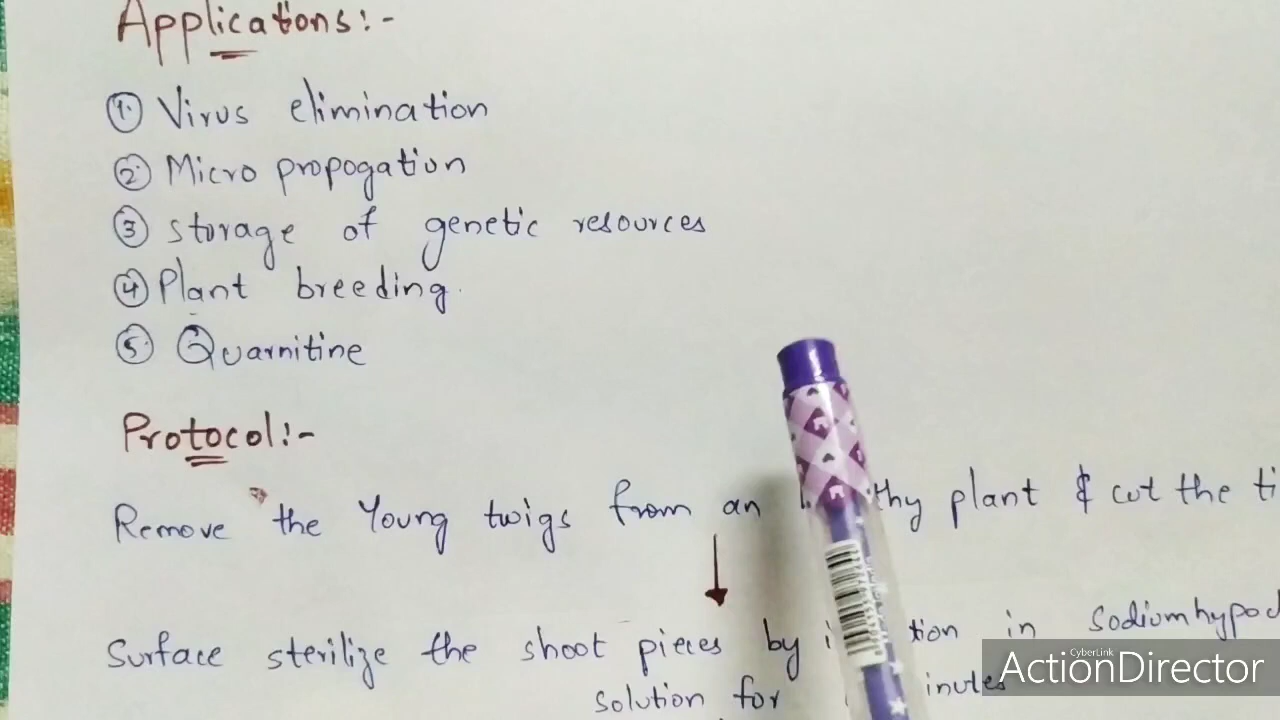 Applications:-
① Virus elimination
② Micro propogation
③ Storage of genetic resources
④ Plant breeding.
⑤ Quarnitine
Protocol:-
Remove the Young twigs from an thy plant & cut the
Surface sterilize the shoot pieces by tion in Sodiumhypoc
solution for inutes
CyberLink
ActionDirector